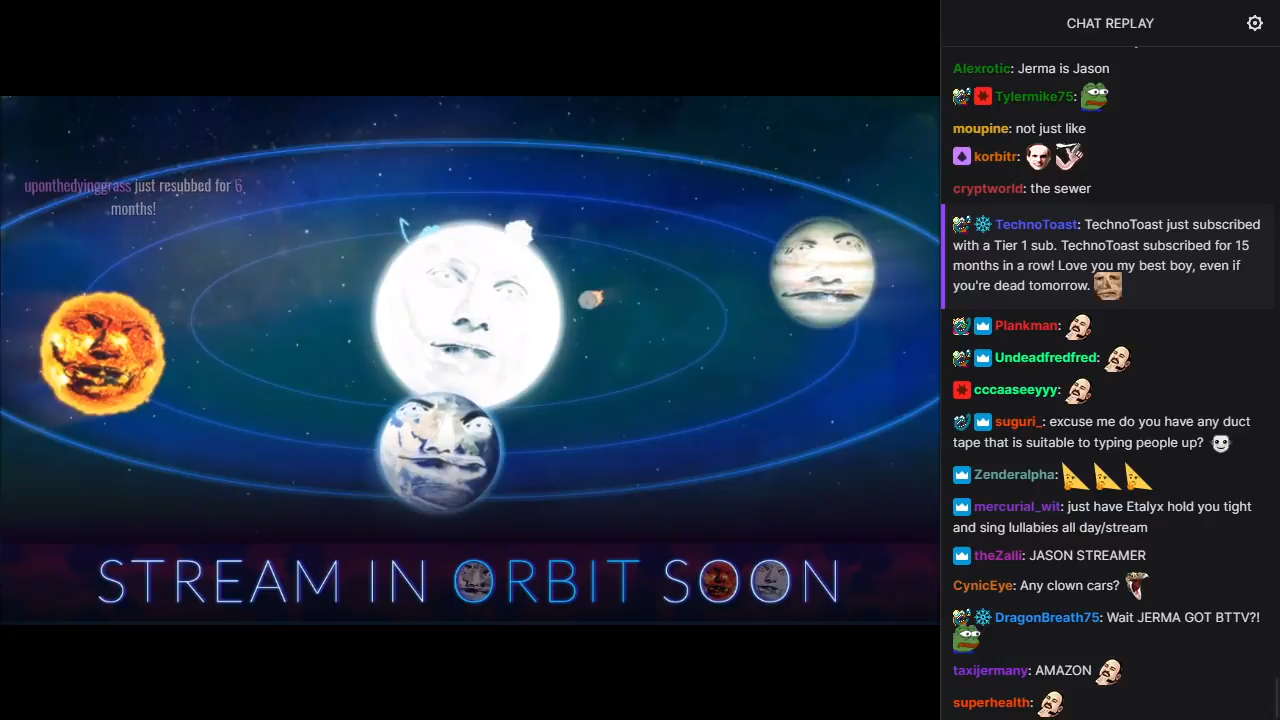 uponthedyinggrass just resubbed for 6
months!
STREAM IN ORBIT SOON
CHAT REPLAY
Alexrotic: Jerma is Jason
Tylermike75:
moupine: not just like
korbitr:
cryptworld: the sewer
TechnoToast: TechnoToast just subscribed
with a Tier 1 sub. TechnoToast subscribed for 15
months in a row! Love you my best boy, even if
you're dead tomorrow.
Plankman:
Undeadfredfred:
cccaaseeyyy:
suguri_: excuse me do you have any duct
tape that is suitable to typing people up?
Zenderalpha:
mercurial_wit: just have Etalyx hold you tight
and sing lullabies all day/stream
theZalli: JASON STREAMER
CynicEye: Any clown cars?
DragonBreath75: Wait JERMA GOT BTTV?!
taxijermany: AMAZON
superhealth: